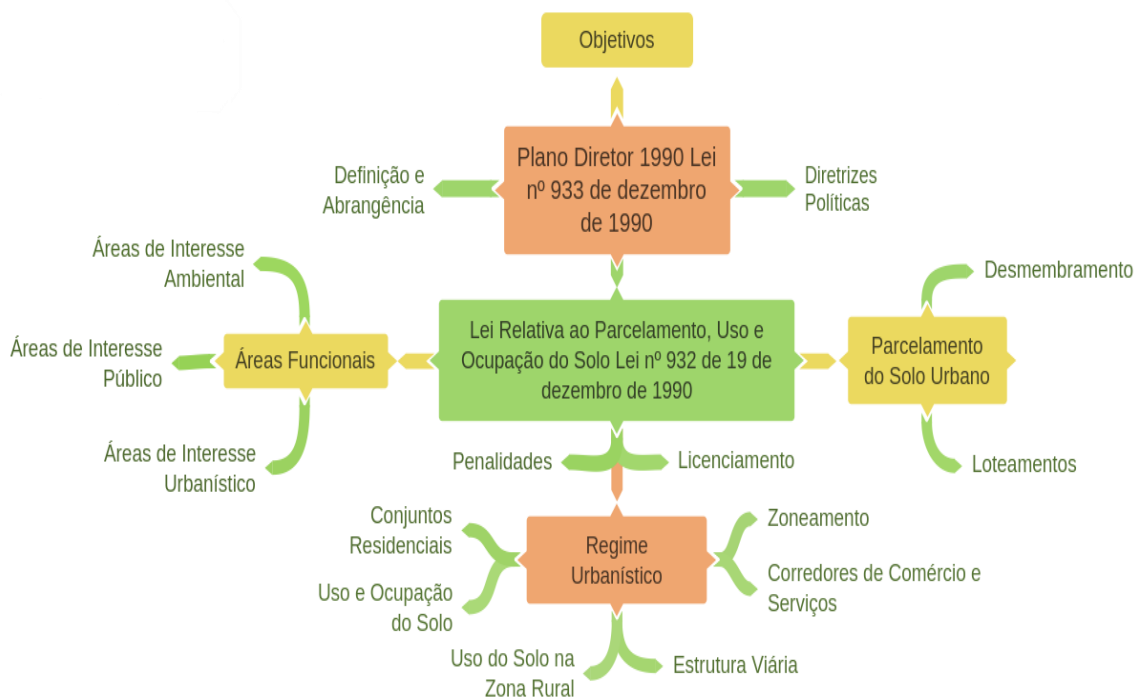 Objetivos
Plano Diretor 1990 Lei
nº 933 de dezembro
de 1990
Definição e
Abrangência
Diretrizes
Políticas
Áreas de Interesse
Ambiental
Áreas de Interesse
Público
Áreas Funcionais
Áreas de Interesse
Urbanístico
Lei Relativa ao Parcelamento, Uso e
Ocupação do Solo Lei nº 932 de 19 de
dezembro de 1990
Desmembramento
Parcelamento
do Solo Urbano
Loteamentos
Penalidades
Licenciamento
Conjuntos
Residenciais
Regime
Urbanístico
Zoneamento
Uso e Ocupação
do Solo
Corredores de Comércio e
Serviços
Uso do Solo na
Zona Rural
Estrutura Viária